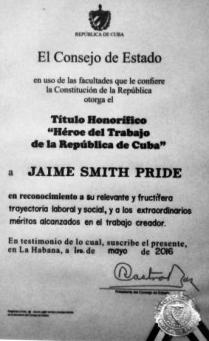 REPÚBLICA DE CUBA
El Consejo de Estado
en uso de las facultades que le confiere
la Constitución de la República
otorga el
Título Honorífico
"Héroe del Trabajo
de la República de Cuba"
a JAIME SMITH PRIDE
en reconocimiento a su relevante y fructífera
trayectoria laboral y social, y a los extraordinarios
méritos alcanzados en el trabajo creador.
En testimonio de lo cual, suscribe el presente,
en La Habana, a 1ro. de mayo de 2016
Presidente del Consejo de Estado